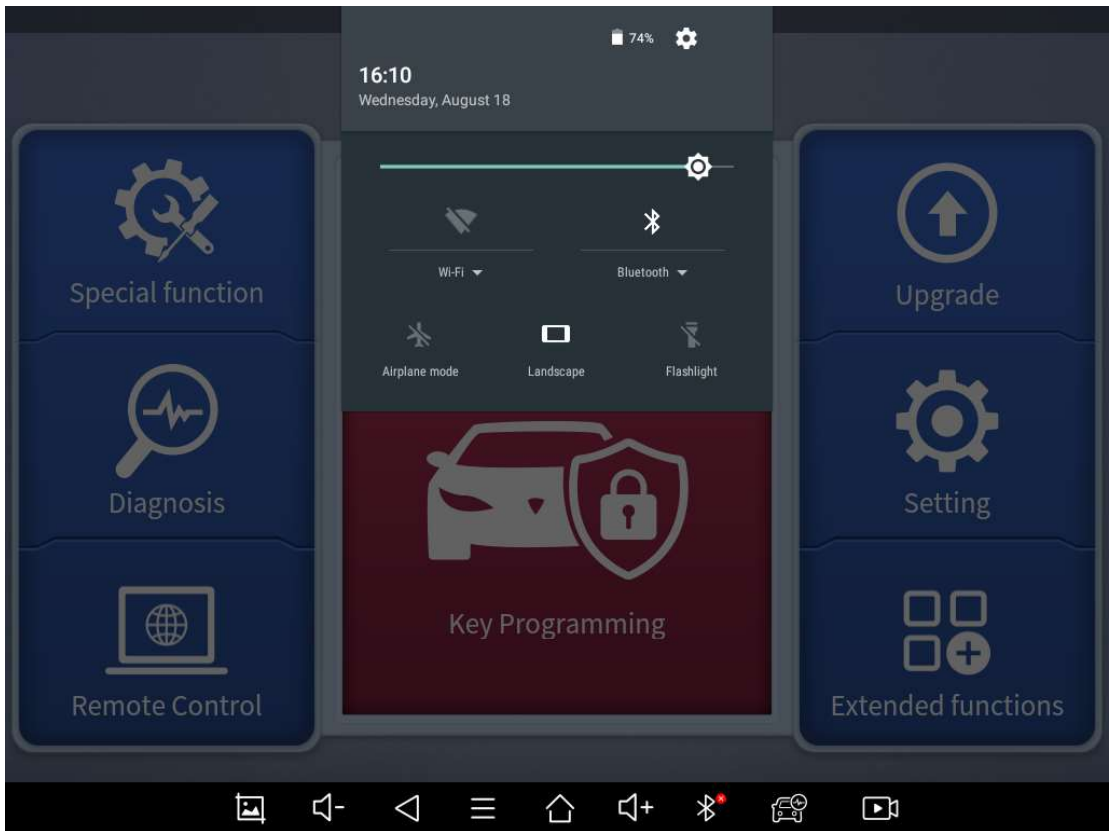 74%
16:10
Wednesday, August 18
Wi-Fi
Bluetooth
Airplane mode
Landscape
Flashlight
Special function
Diagnosis
Remote Control
Key Programming
Upgrade
Setting
Extended functions